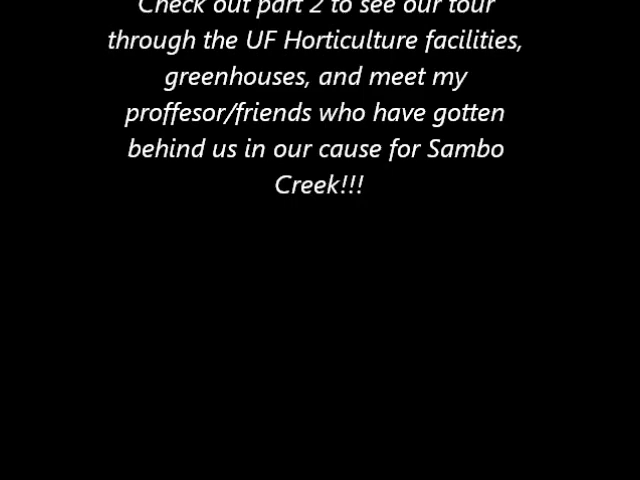 Check out part 2 to see our tour
through the UF Horticulture facilities,
greenhouses, and meet my
proffesor/friends who have gotten
behind us in our cause for Sambo
Creek!!!